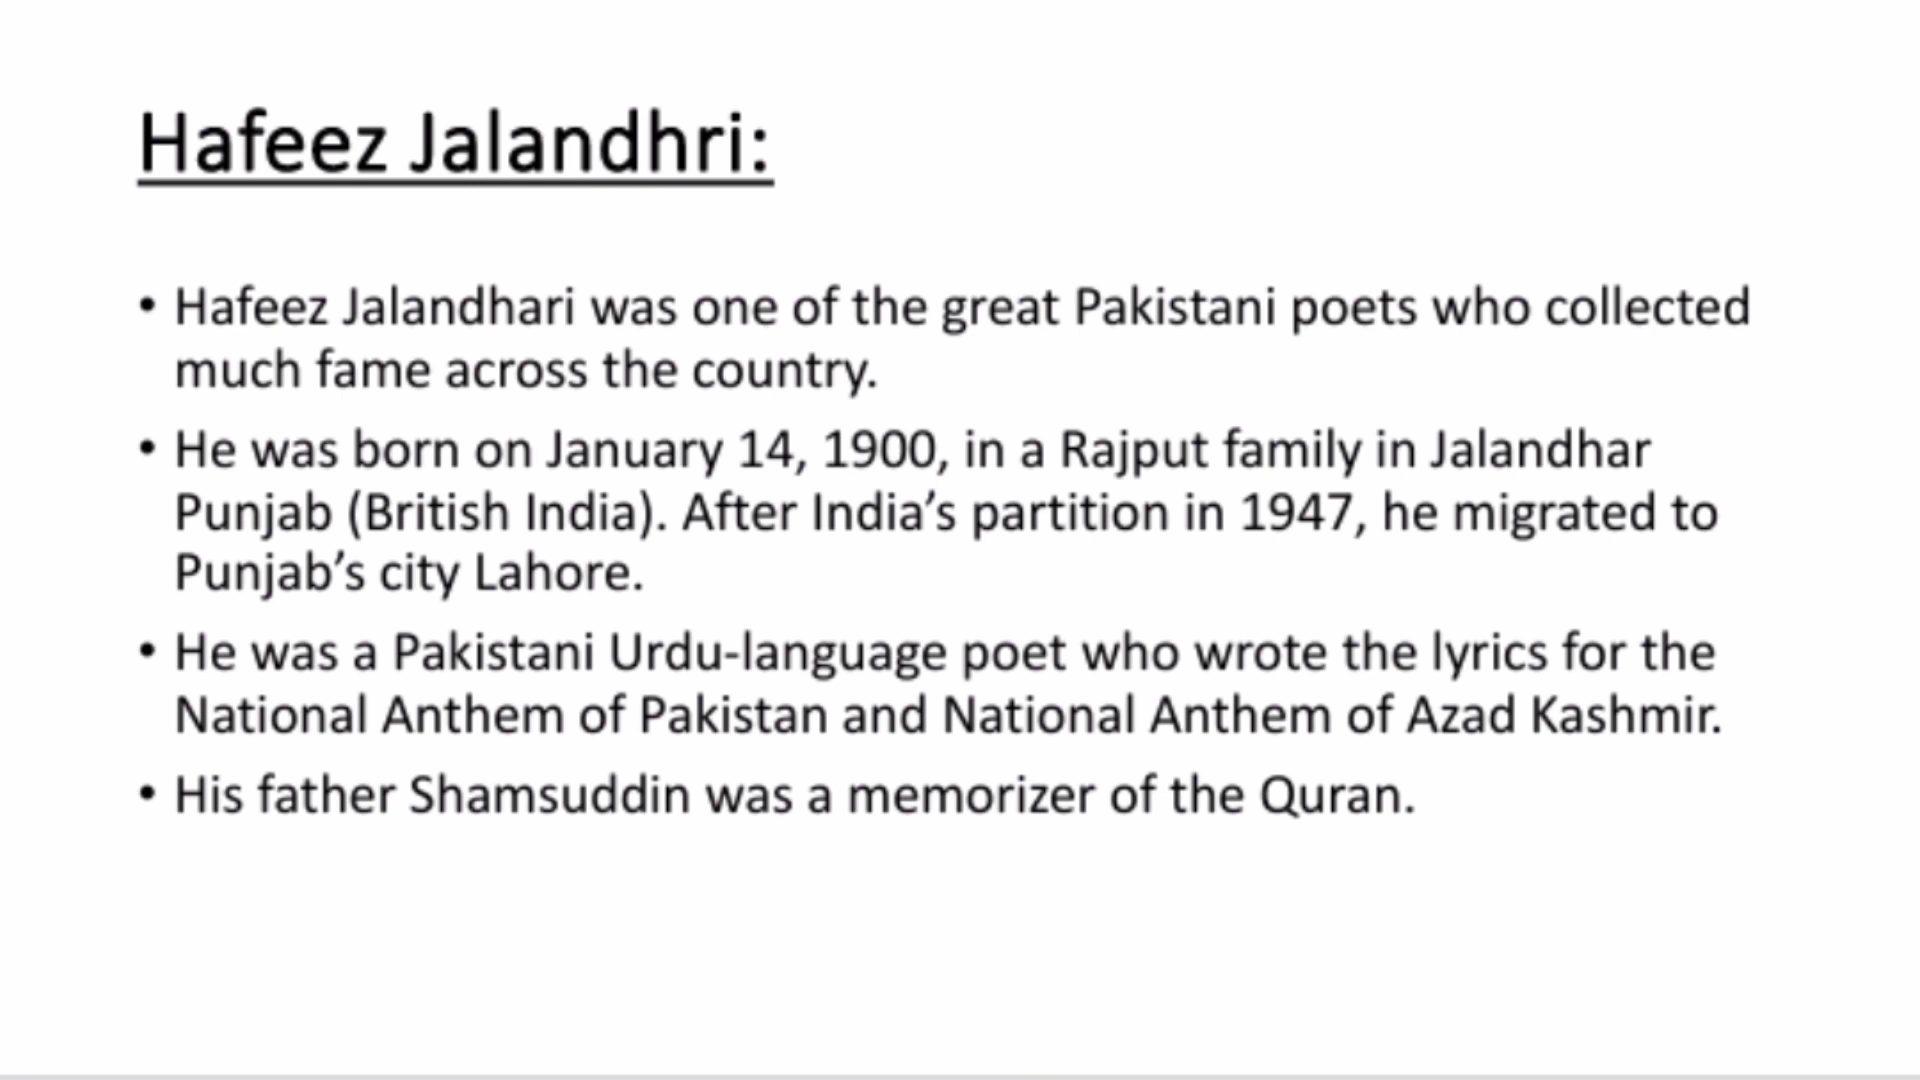 Hafeez Jalandhri:
• Hafeez Jalandhari was one of the great Pakistani poets who collected
much fame across the country.
• He was born on January 14, 1900, in a Rajput family in Jalandhar
Punjab (British India). After India’s partition in 1947, he migrated to
Punjab’s city Lahore.
• He was a Pakistani Urdu-language poet who wrote the lyrics for the
National Anthem of Pakistan and National Anthem of Azad Kashmir.
• His father Shamsuddin was a memorizer of the Quran.